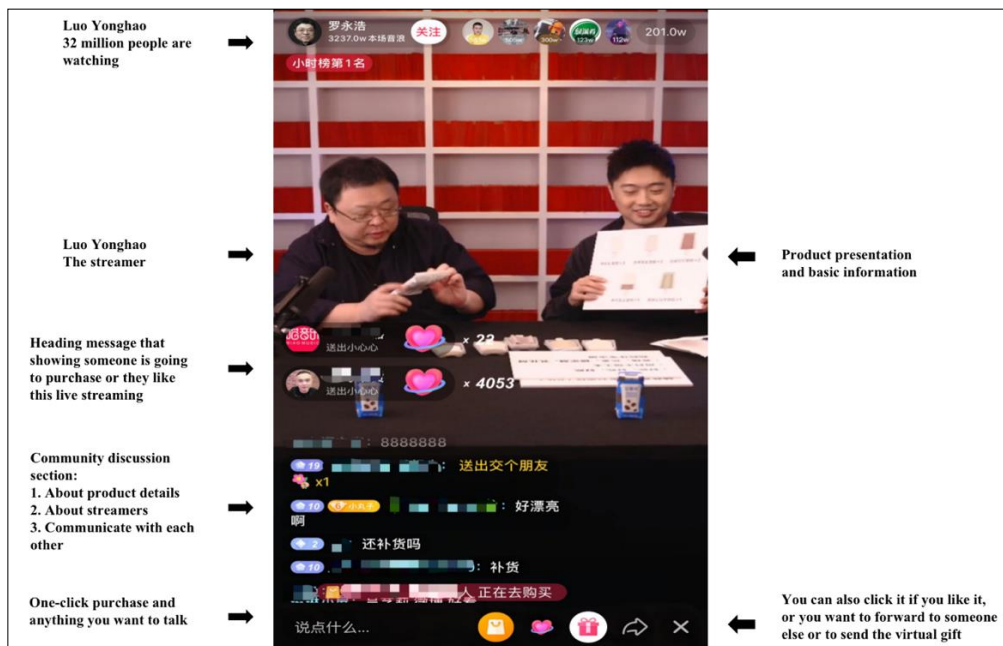 Luo Yonghao
32 million people are
watching
罗永浩
3237.0w本场音浪
关注
300w
123w
112w
201.0w
小时榜第1名
Luo Yonghao
The streamer
Product presentation
and basic information
Heading message that
showing someone is going
to purchase or they like
this live streaming
送出小心心
× 22
送出小心心
× 4053
Community discussion
section:
1. About product details
2. About streamers
3. Communicate with each
other
: 8888888
19 : 送出交个朋友
x1
10 : 好漂亮
啊
2 : 还补货吗
10 : 补货
人 正在去购买
One-click purchase and
anything you want to talk
说点什么...
You can also click it if you like it,
or you want to forward to someone
else or to send the virtual gift